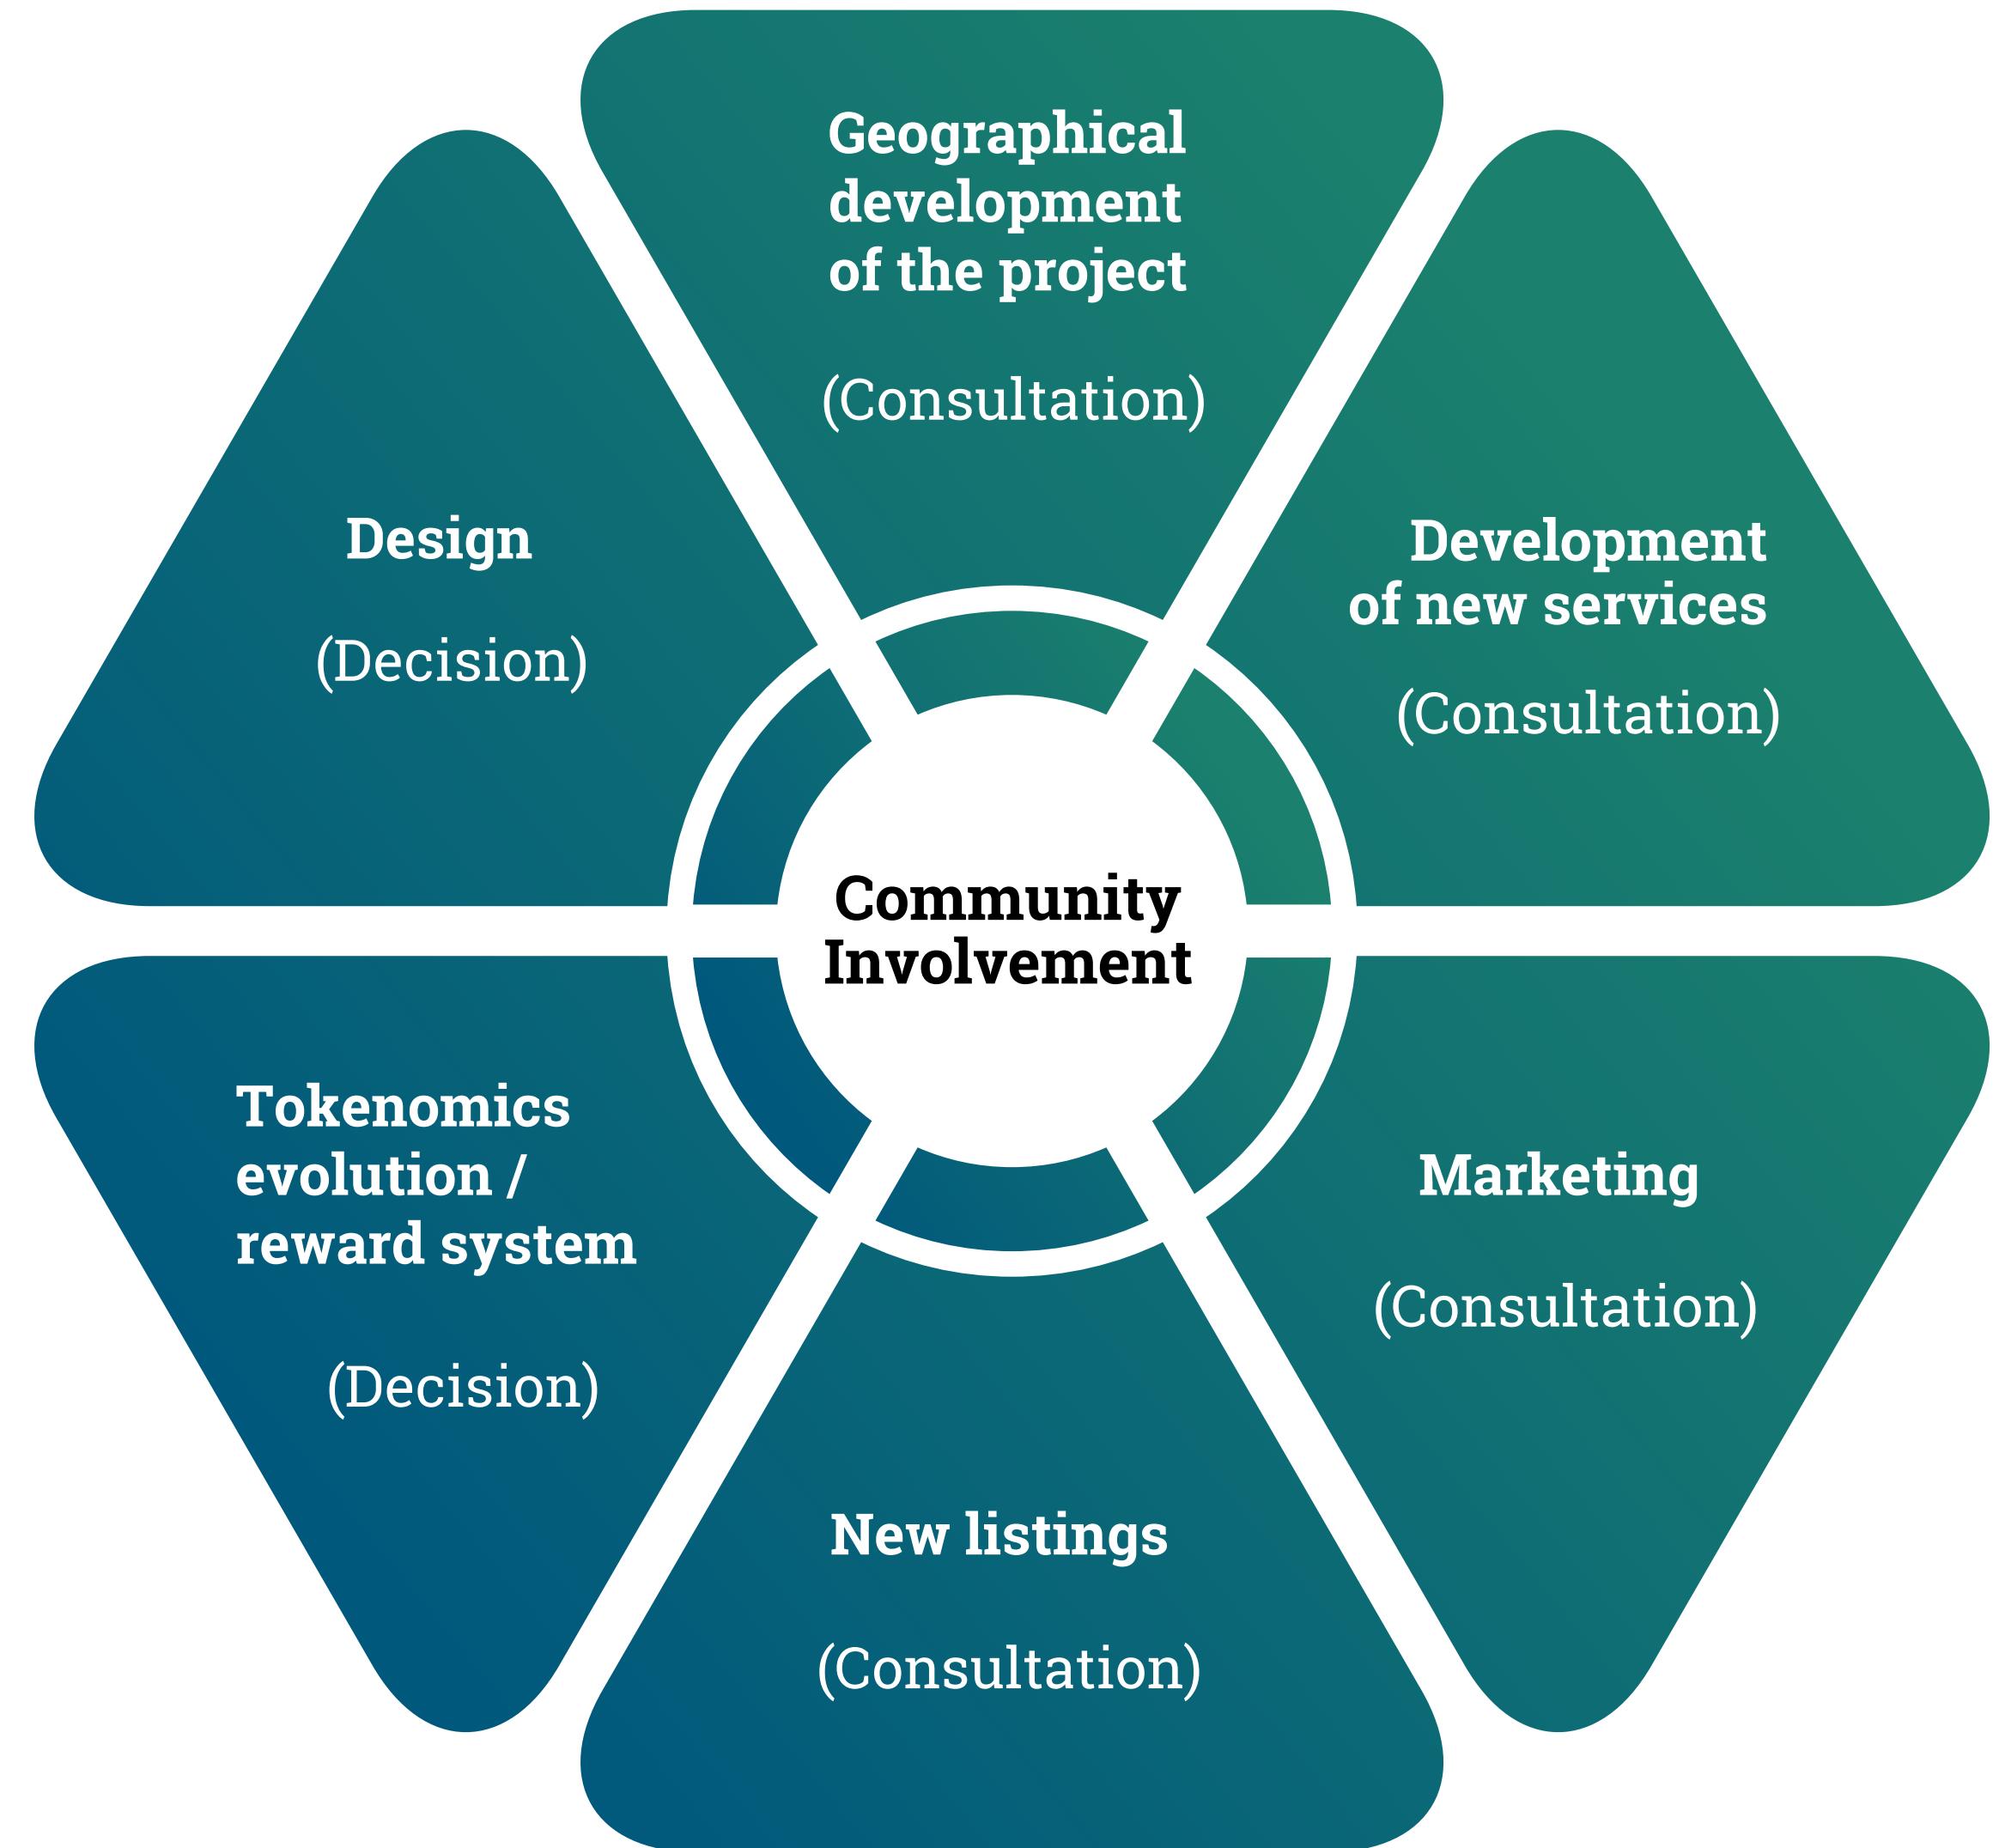 Geographical
development
of the project
(Consultation)
Design
(Decision)
Development
of new services
(Consultation)
Community
Involvement
Tokenomics
evolution /
reward system
(Decision)
Marketing
(Consultation)
New listings
(Consultation)